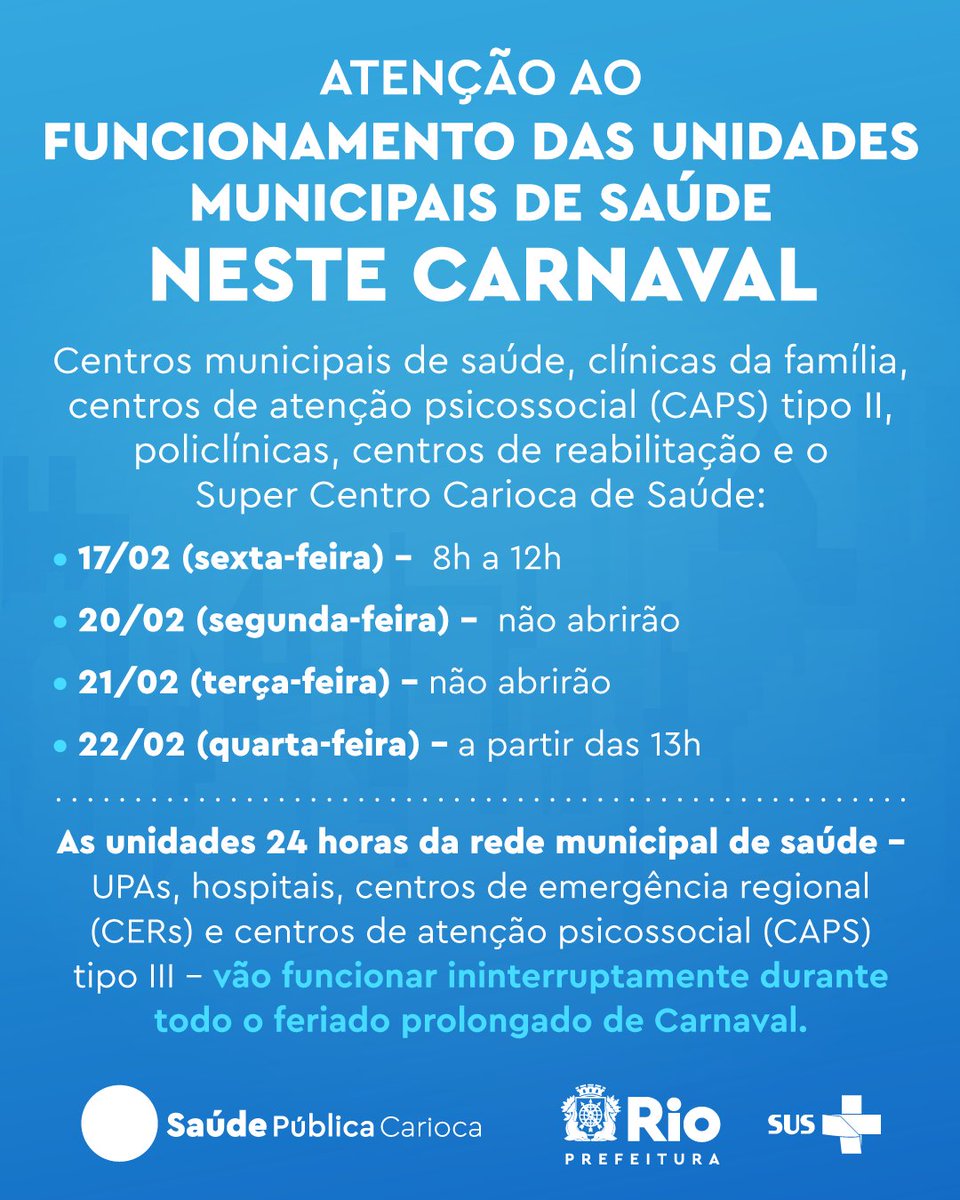 ATENÇÃO AO
FUNCIONAMENTO DAS UNIDADES
MUNICIPAIS DE SAÚDE
NESTE CARNAVAL
Centros municipais de saúde, clínicas da família,
centros de atenção psicossocial (CAPS) tipo II,
policlínicas, centros de reabilitação e o
Super Centro Carioca de Saúde:
• 17/02 (sexta-feira) – 8h a 12h
• 20/02 (segunda-feira) – não abrirão
• 21/02 (terça-feira) – não abrirão
• 22/02 (quarta-feira) – a partir das 13h
As unidades 24 horas da rede municipal de saúde –
UPAs, hospitais, centros de emergência regional
(CERs) e centros de atenção psicossocial (CAPS)
tipo III – vão funcionar ininterruptamente durante
todo o feriado prolongado de Carnaval.
Saúde Pública Carioca
Rio
PREFEITURA
SUS